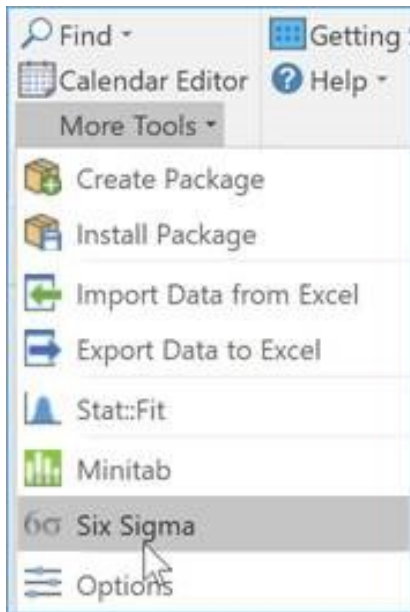 Find
Getting
Calendar Editor
Help
More Tools
Create Package
Install Package
Import Data from Excel
Export Data to Excel
Stat::Fit
Minitab
6σ Six Sigma
Options